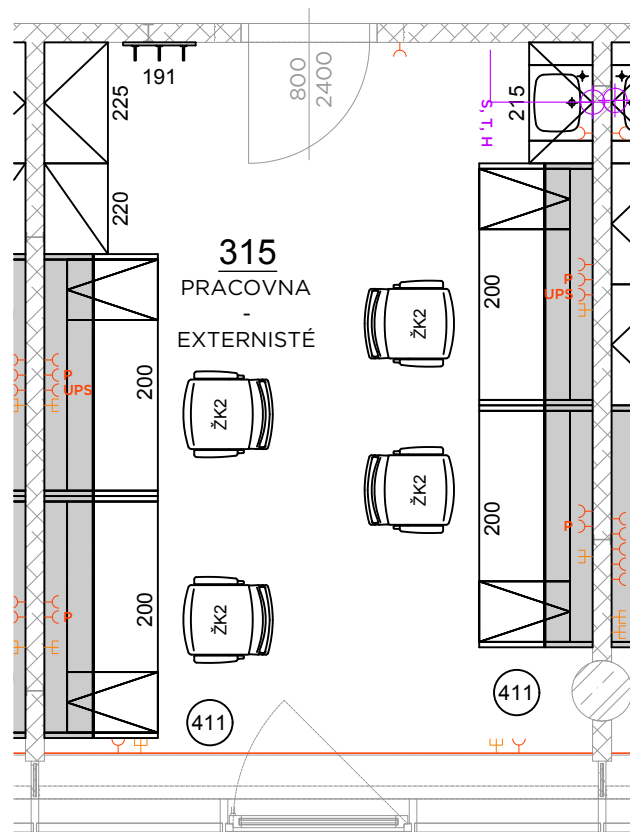 191
800
2400
225
S, T, H
215
220
315
PRACOVNA
-
EXTERNISTÉ
200
P
UPS
ŽK2
200
P
UPS
ŽK2
ŽK2
200
P
200
P
ŽK2
411
411